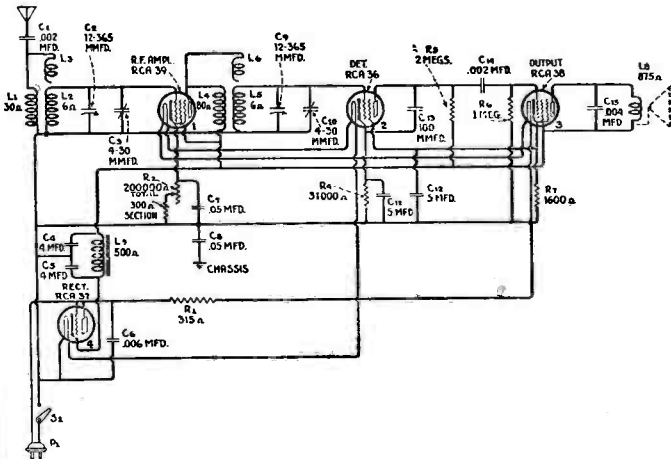 C1
.002
MFD.
L3
L1
30Ω
L2
6Ω
C2
12-365
MMFD.
C3
4-30
MMFD.
R.F. AMPL.
RCA 39
1
L6
L4
80Ω
L5
6Ω
C9
12-365
MMFD.
C10
4-30
MMFD.
DET.
RCA 36
2
C13
100
MMFD.
R5
2 MEGS.
C14
.002 MFD.
R6
1 MEG.
OUTPUT
RCA 38
3
C15
.004
MFD
L8
875Ω
R2
200000Ω
TOTAL
300Ω
SECTION
C7
.05 MFD.
C8
.05 MFD.
CHASSIS
R4
31000Ω
C12
5 MFD
C12
5 MFD.
R7
1600Ω
C4
4 MFD.
C5
4 MFD
500Ω
RECT.
RCA 37
4
C6
.006 MFD.
315Ω
S2
P1